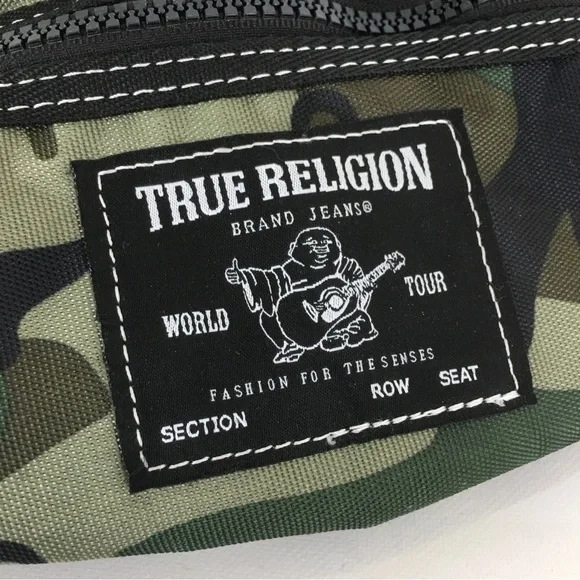 TRUE RELIGION
BRAND JEANS®
WORLD TOUR
FASHION FOR THE SENSES
SECTION ROW SEAT